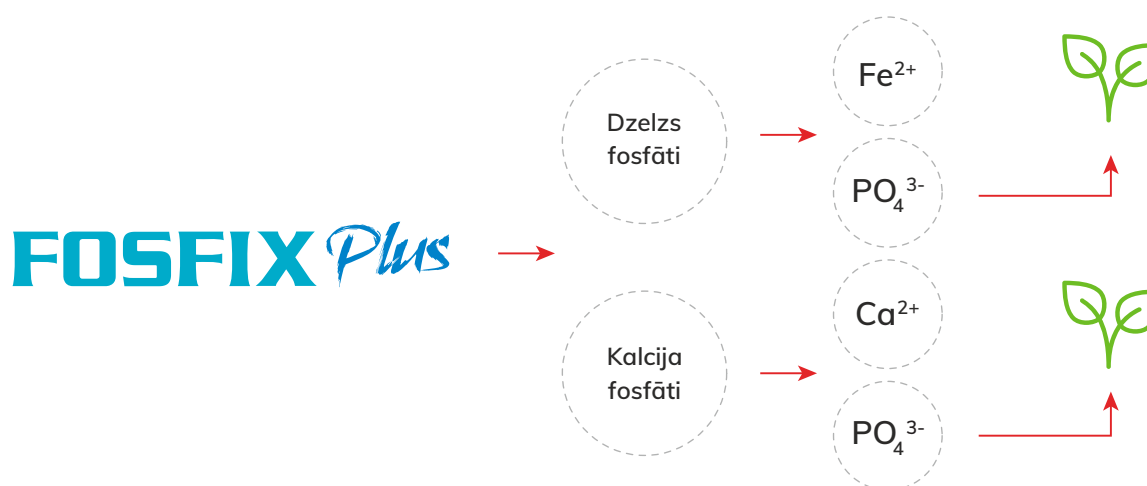 FOSFIX Plus
Dzelzs
fosfāti
Fe²⁺
PO₄³⁻
Kalcija
fosfāti
Ca²⁺
PO₄³⁻